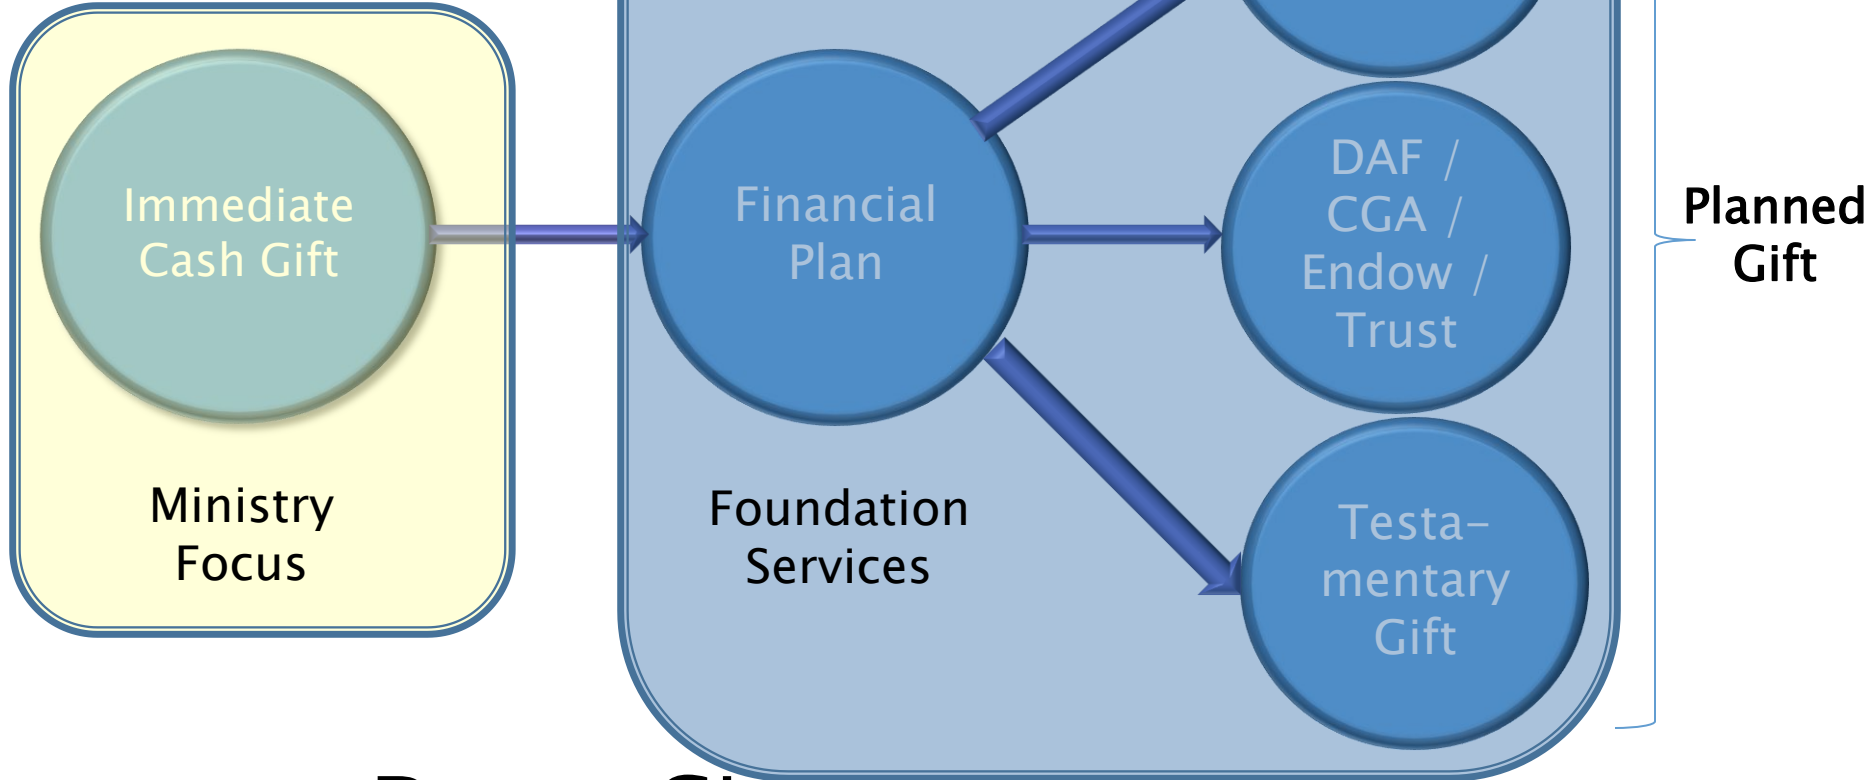 Immediate
Cash Gift
Ministry
Focus
Financial
Plan
Foundation
Services
DAF /
CGA /
Endow /
Trust
Testa-
mentary
Gift
Planned
Gift